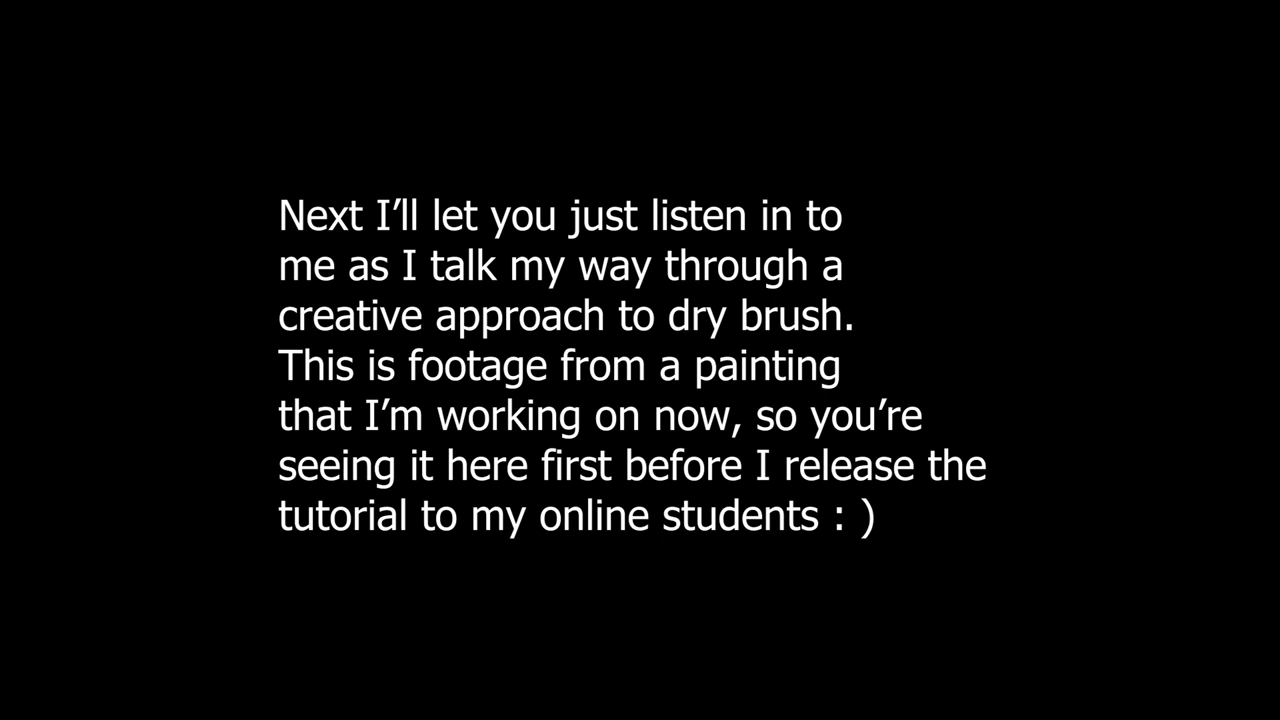 Next I’ll let you just listen in to
me as I talk my way through a
creative approach to dry brush.
This is footage from a painting
that I’m working on now, so you’re
seeing it here first before I release the
tutorial to my online students : )